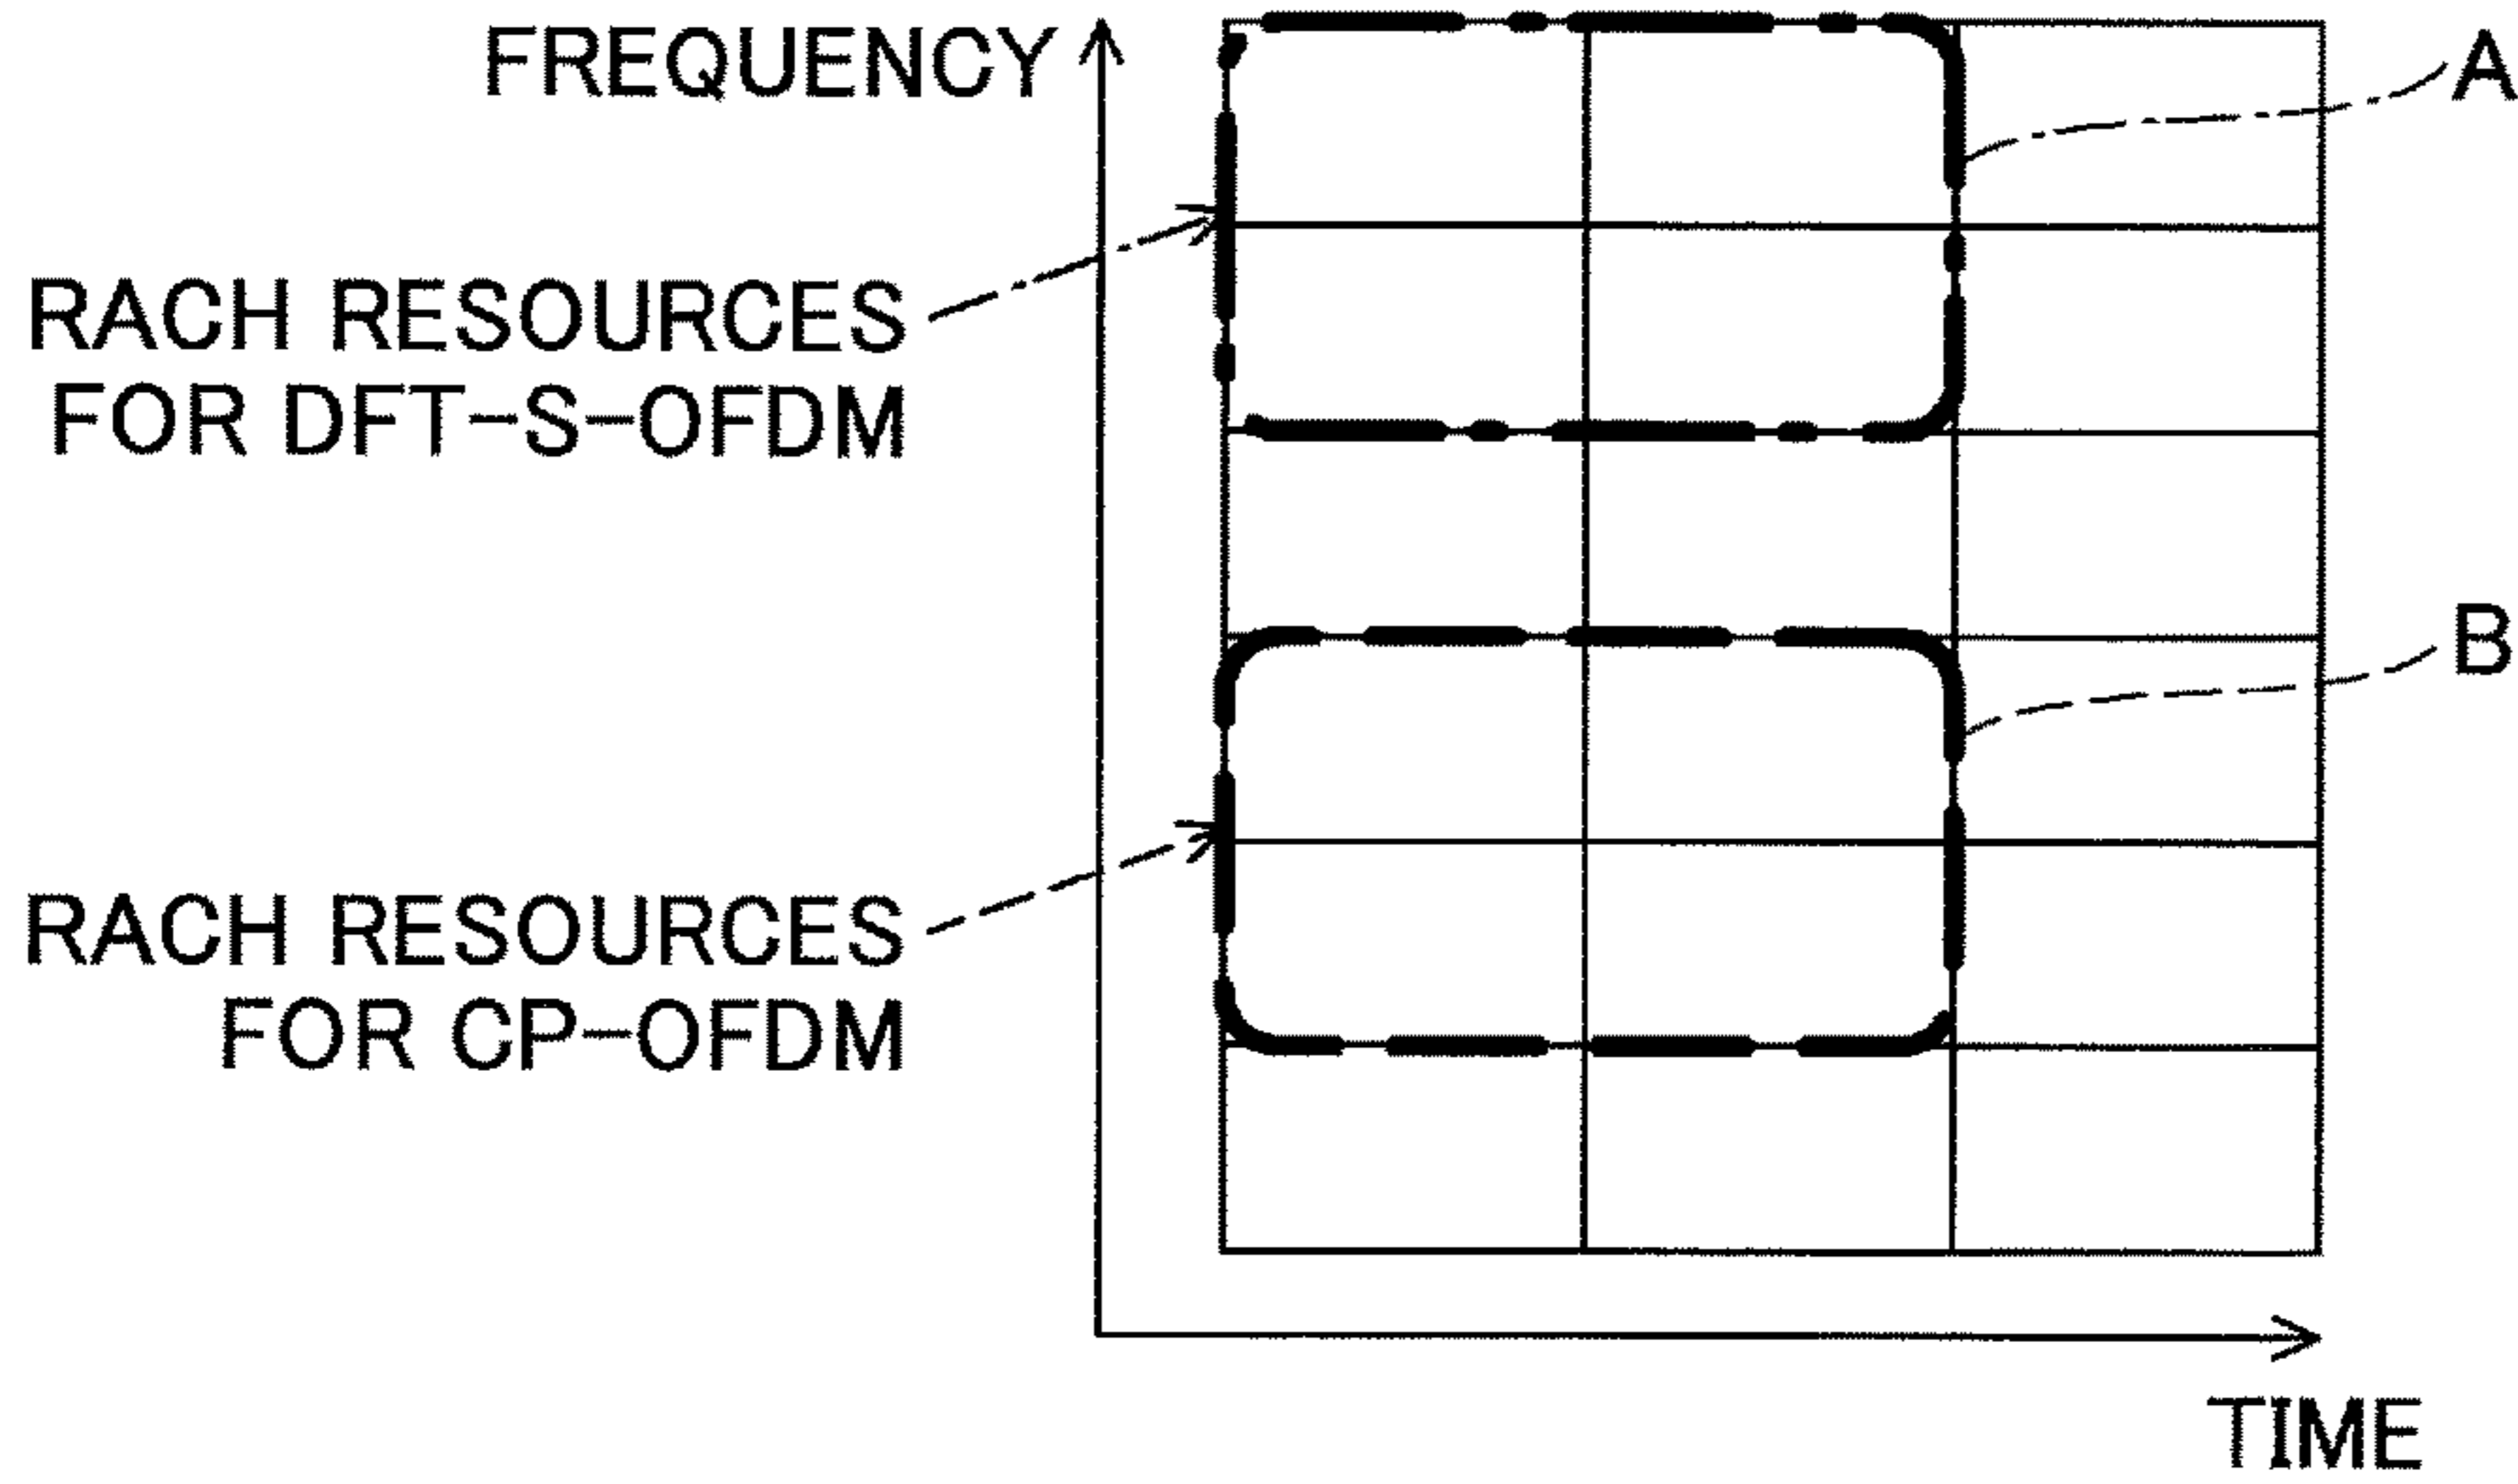 FREQUENCY
A
RACH RESOURCES
FOR DFT-S-OFDM
B
RACH RESOURCES
FOR CP-OFDM
TIME